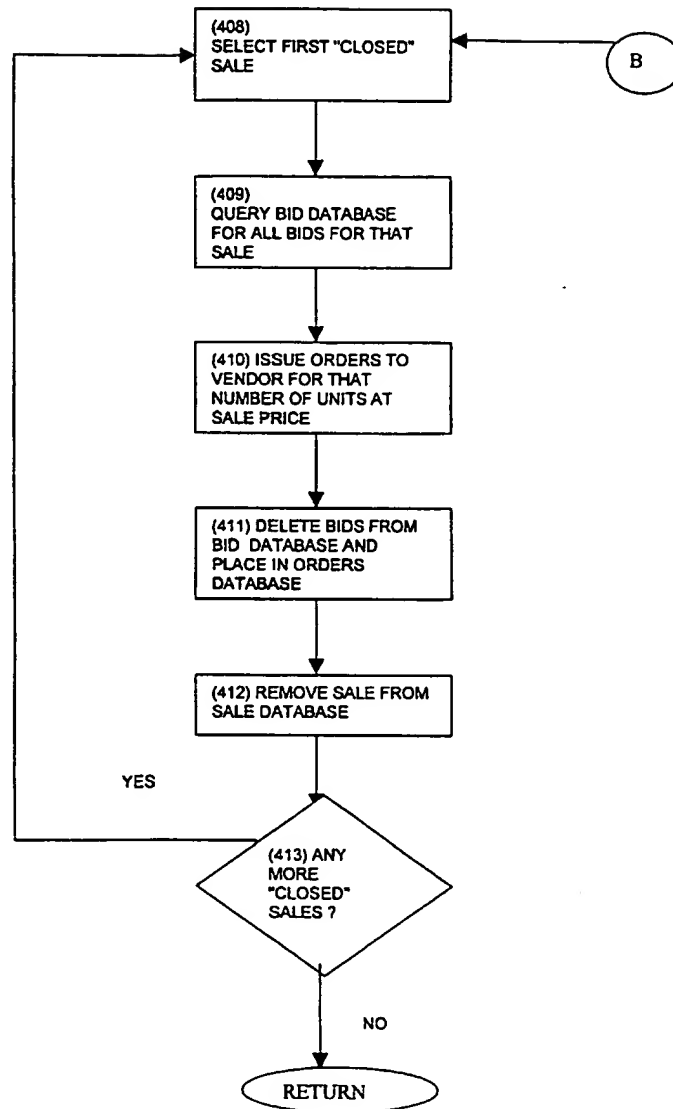 (408)
SELECT FIRST "CLOSED"
SALE
B
(409)
QUERY BID DATABASE
FOR ALL BIDS FOR THAT
SALE
(410) ISSUE ORDERS TO
VENDOR FOR THAT
NUMBER OF UNITS AT
SALE PRICE
(411) DELETE BIDS FROM
BID DATABASE AND
PLACE IN ORDERS
DATABASE
(412) REMOVE SALE FROM
SALE DATABASE
YES
(413) ANY
MORE
"CLOSED"
SALES ?
NO
RETURN